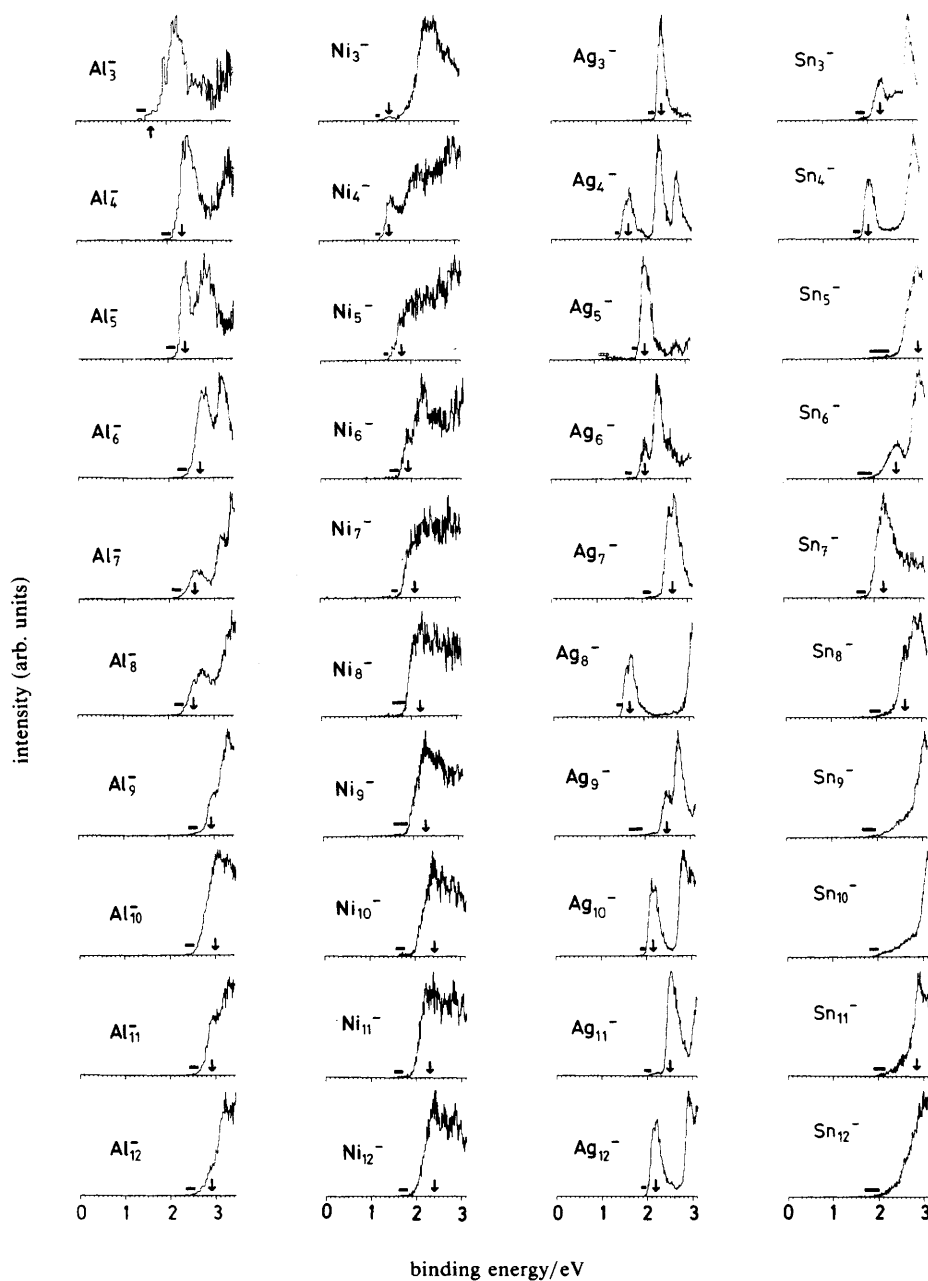 Al₃⁻ Ni₃⁻ Ag₃⁻ Sn₃⁻
Al₄⁻ Ni₄⁻ Ag₄⁻ Sn₄⁻
Al₅⁻ Ni₅⁻ Ag₅⁻ Sn₅⁻
Al₆⁻ Ni₆⁻ Ag₆⁻ Sn₆⁻
Al₇⁻ Ni₇⁻ Ag₇⁻ Sn₇⁻
Al₈⁻ Ni₈⁻ Ag₈⁻ Sn₈⁻
Al₉⁻ Ni₉⁻ Ag₉⁻ Sn₉⁻
Al₁₀⁻ Ni₁₀⁻ Ag₁₀⁻ Sn₁₀⁻
Al₁₁⁻ Ni₁₁⁻ Ag₁₁⁻ Sn₁₁⁻
Al₁₂⁻ Ni₁₂⁻ Ag₁₂⁻ Sn₁₂⁻
0 1 2 3 0 1 2 3 0 1 2 3 0 1 2 3
intensity (arb. units)
binding energy/eV